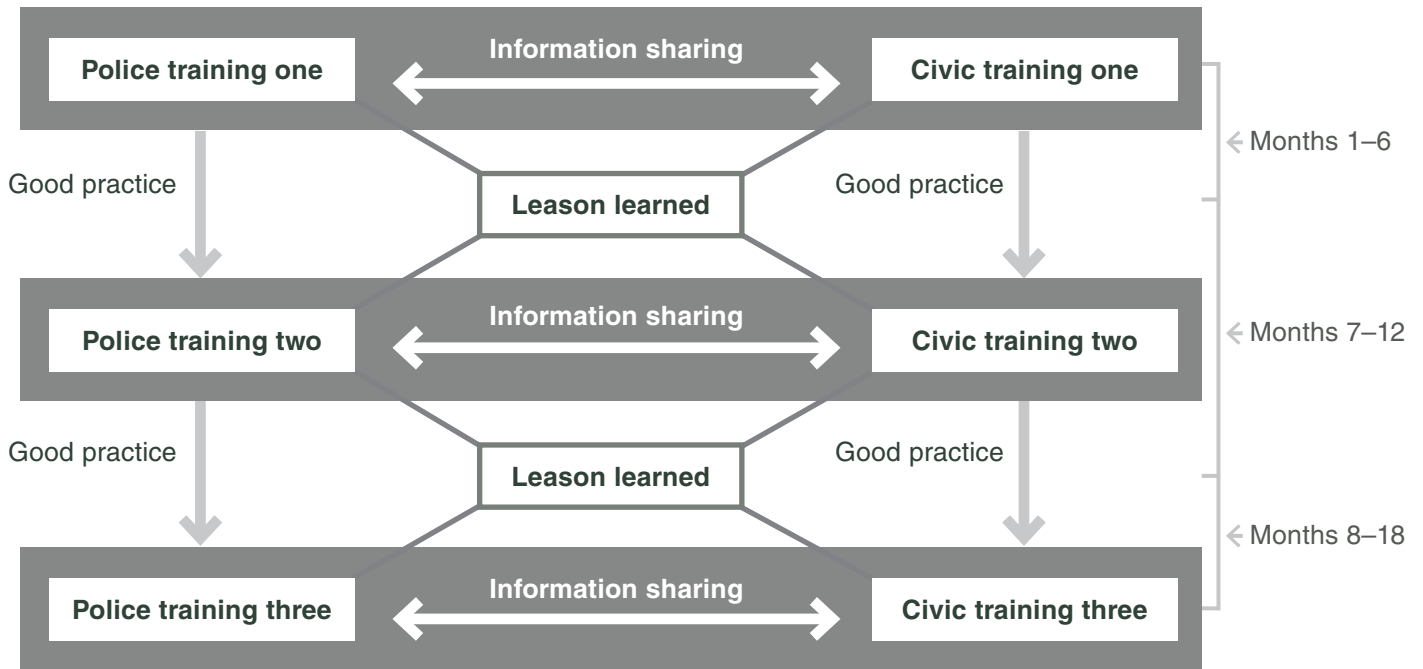 Information sharing
Police training one
Civic training one
Months 1–6
Good practice
Good practice
Leason learned
Information sharing
Police training two
Civic training two
Months 7–12
Good practice
Good practice
Leason learned
Months 8–18
Information sharing
Police training three
Civic training three